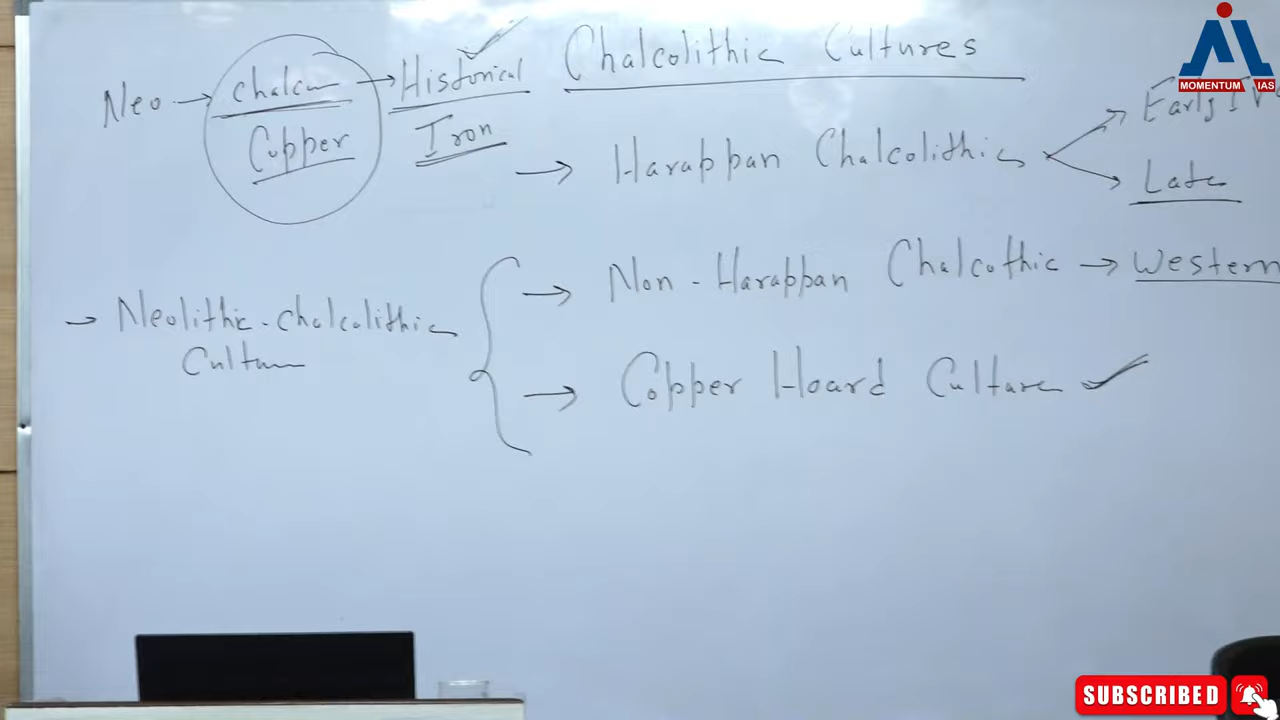 Neo → Chalco → Historical
Copper
Iron
Chalcolithic Cultures
→ Harappan Chalcolithic
Early
Late
→ Neolithic-chalcolithic
Culture
→ Non-Harappan Chalcothic → Western
→ Copper Hoard Culture ✓
MOMENTUM IAS
SUBSCRIBED